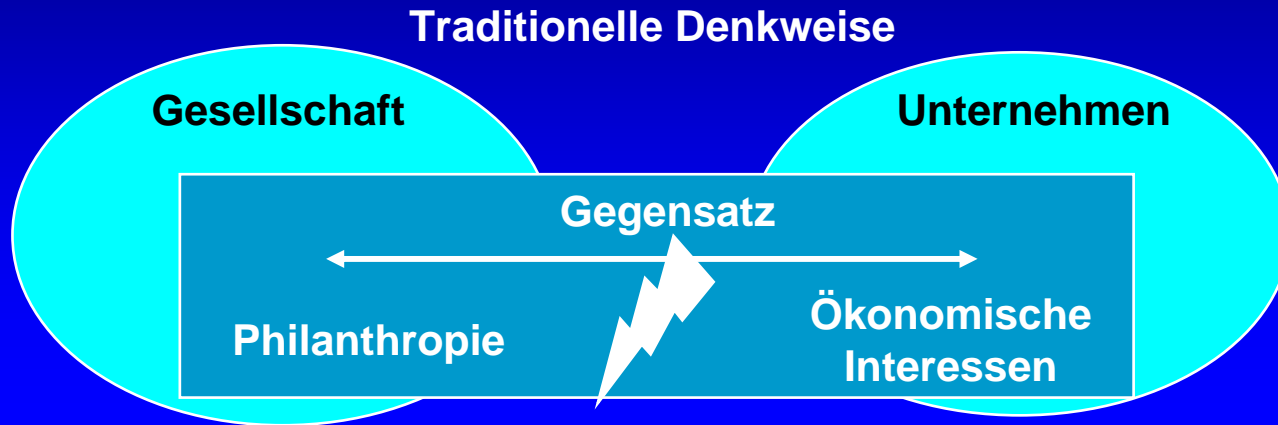 Traditionelle Denkweise
Gesellschaft
Unternehmen
Gegensatz
Philanthropie
Ökonomische
Interessen